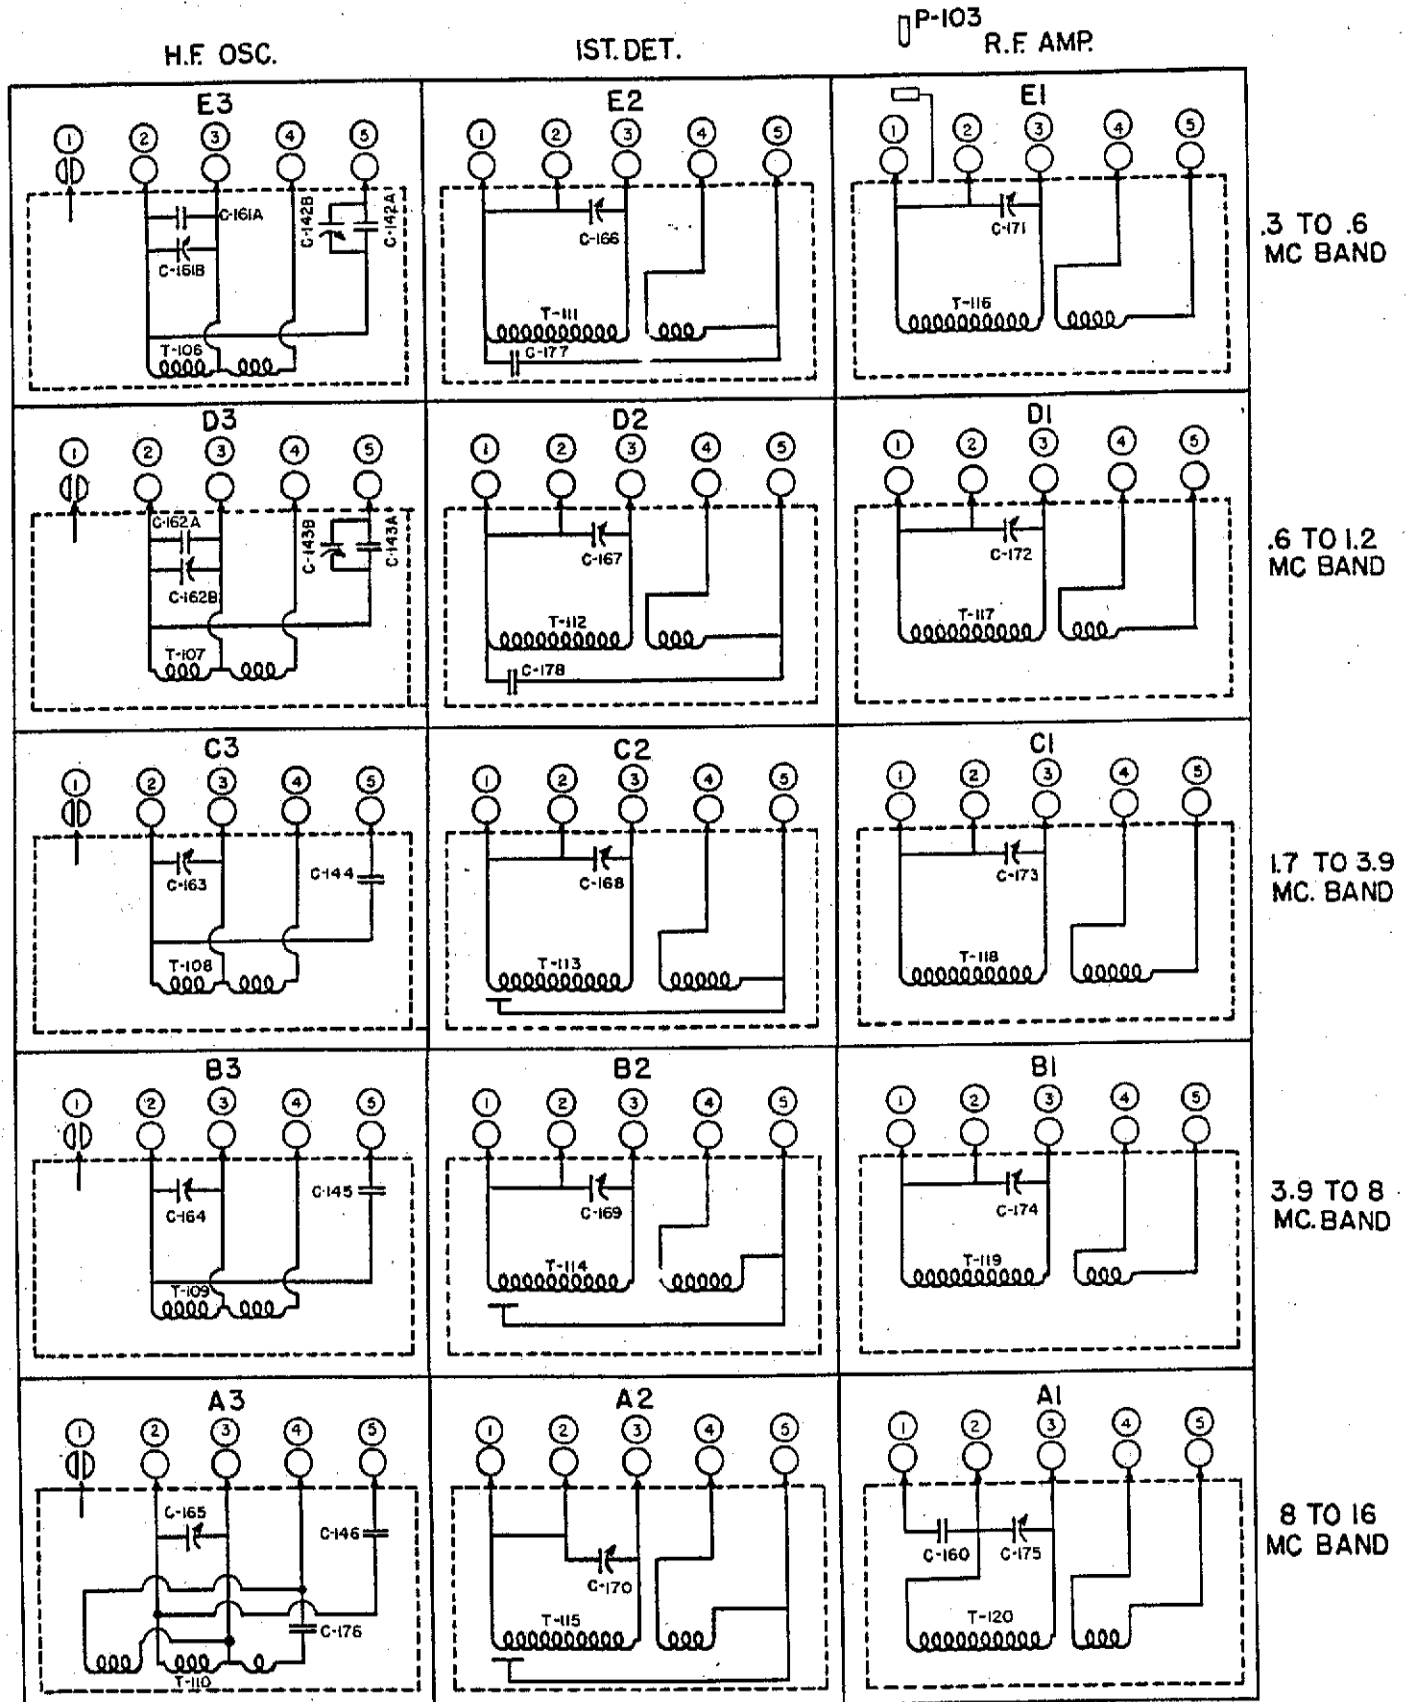 P-103
H.F. OSC.
1ST. DET.
R.F. AMP.
E3
E2
E1
1 2 3 4 5
1 2 3 4 5
1 2 3 4 5
C-161A
C-161B
C-142B
C-142A
T-106
C-166
T-111
C-177
C-171
T-116
.3 TO .6
MC BAND
D3
D2
D1
1 2 3 4 5
1 2 3 4 5
1 2 3 4 5
C-162A
C-162B
C-143B
C-143A
T-107
C-167
T-112
C-178
C-172
T-117
.6 TO 1.2
MC BAND
C3
C2
C1
1 2 3 4 5
1 2 3 4 5
1 2 3 4 5
C-163
C-144
T-108
C-168
T-113
C-173
T-118
1.7 TO 3.9
MC. BAND
B3
B2
B1
1 2 3 4 5
1 2 3 4 5
1 2 3 4 5
C-164
C-145
T-109
C-169
T-114
C-174
T-119
3.9 TO 8
MC. BAND
A3
A2
A1
1 2 3 4 5
1 2 3 4 5
1 2 3 4 5
C-165
C-146
C-176
T-110
C-170
T-115
C-160
C-175
T-120
8 TO 16
MC BAND